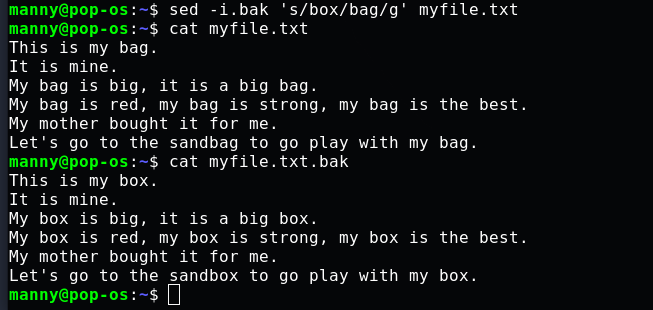 manny@pop-os:~$ sed -i.bak 's/box/bag/g' myfile.txt
manny@pop-os:~$ cat myfile.txt
This is my bag.
It is mine.
My bag is big, it is a big bag.
My bag is red, my bag is strong, my bag is the best.
My mother bought it for me.
Let's go to the sandbag to go play with my bag.
manny@pop-os:~$ cat myfile.txt.bak
This is my box.
It is mine.
My box is big, it is a big box.
My box is red, my box is strong, my box is the best.
My mother bought it for me.
Let's go to the sandbox to go play with my box.
manny@pop-os:~$